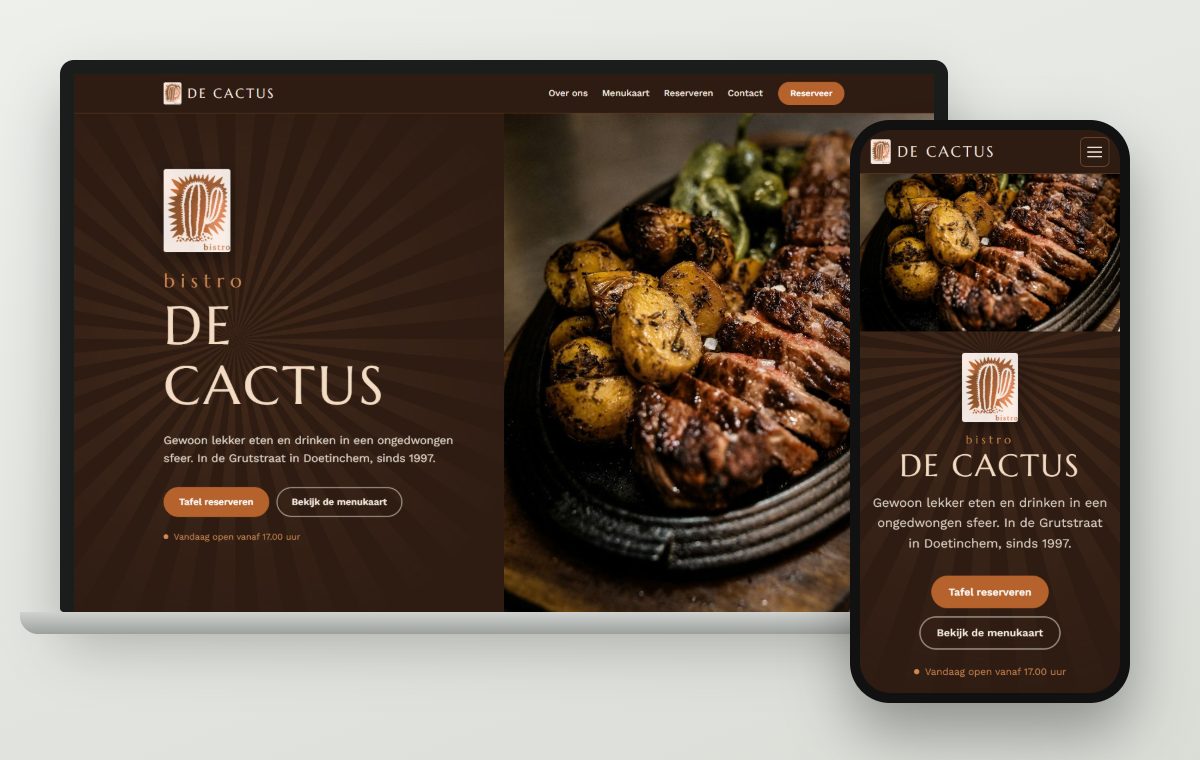 DE CACTUS
Over ons
Menukaart
Reserveren
Contact
Reserveer
bistro
bistro
DE
CACTUS
Gewoon lekker eten en drinken in een ongedwongen
sfeer. In de Grutstraat in Doetinchem, sinds 1997.
Tafel reserveren
Bekijk de menukaart
Vandaag open vanaf 17.00 uur
DE CACTUS
bistro
bistro
DE CACTUS
Gewoon lekker eten en drinken in een
ongedwongen sfeer. In de Grutstraat
in Doetinchem, sinds 1997.
Tafel reserveren
Bekijk de menukaart
Vandaag open vanaf 17.00 uur